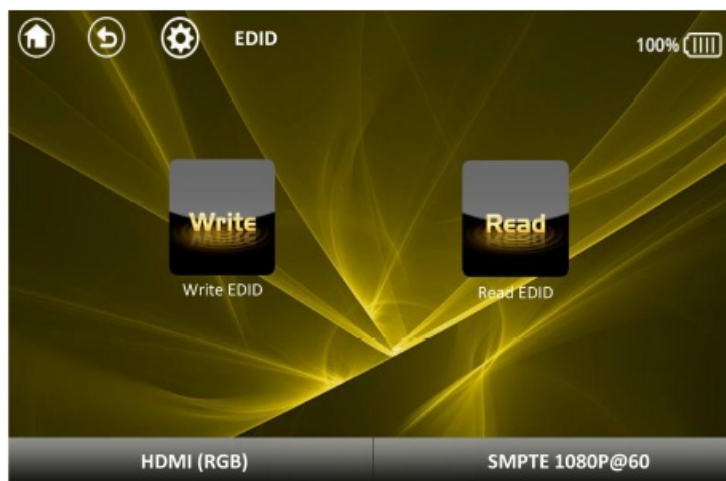 EDID
100%
Write
Read
Write EDID
Read EDID
HDMI (RGB)
SMPTE 1080P@60